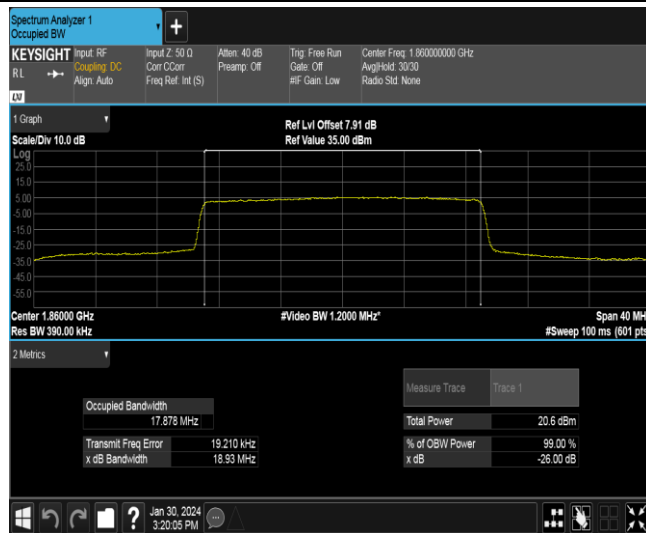 Spectrum Analyzer 1
Occupied BW
+
KEYSIGHT Input: RF Input Z: 50 Ω Atten: 40 dB Trig: Free Run Center Freq: 1.860000000 GHz
RL Coupling: DC Corr CCorr Preamp: Off Gate: Off Avg|Hold: 30/30
Align: Auto Freq Ref: Int (S) #IF Gain: Low Radio Std: None
1 Graph
Ref Lvl Offset 7.91 dB
Scale/Div 10.0 dB Ref Value 35.00 dBm
Log
25.0
15.0
5.00
-5.00
-15.0
-25.0
-35.0
-45.0
-55.0
Center 1.86000 GHz #Video BW 1.2000 MHz* Span 40 MH
Res BW 390.00 kHz #Sweep 100 ms (601 pts
2 Metrics
Measure Trace Trace 1
Occupied Bandwidth
17.878 MHz Total Power 20.6 dBm
Transmit Freq Error 19.210 kHz % of OBW Power 99.00 %
x dB Bandwidth 18.93 MHz x dB -26.00 dB
? Jan 30, 2024
3:20:05 PM